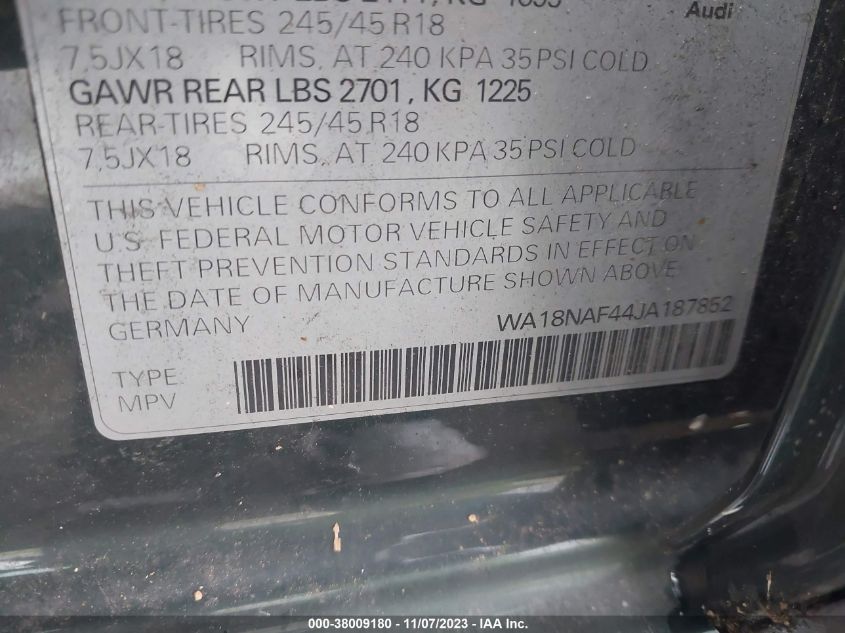 Audi
FRONT-TIRES 245/45 R18
7,5JX18 RIMS, AT 240 KPA 35 PSI COLD
GAWR REAR LBS 2701, KG 1225
REAR-TIRES 245/45 R18
7,5JX18 RIMS, AT 240 KPA 35 PSI COLD
THIS VEHICLE CONFORMS TO ALL APPLICABLE
U.S. FEDERAL MOTOR VEHICLE SAFETY AND
THEFT PREVENTION STANDARDS IN EFFECT ON
THE DATE OF MANUFACTURE SHOWN ABOVE
GERMANY WA18NAF44JA187852
TYPE
MPV
000-38009180 - 11/07/2023 - IAA Inc.